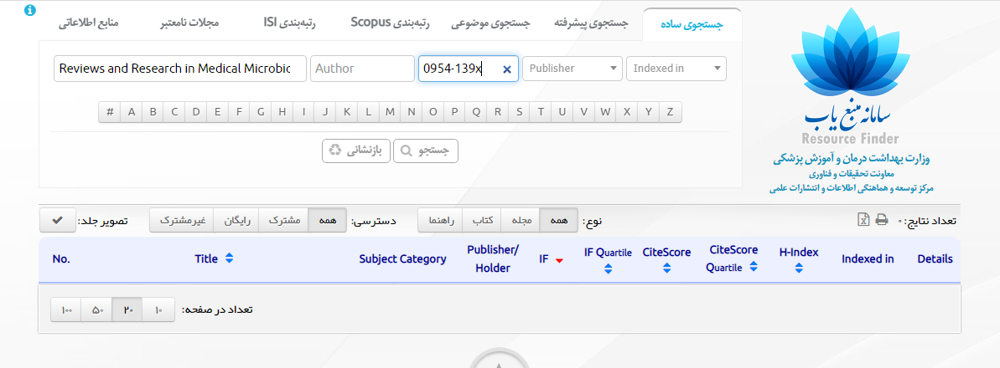 جستجوی ساده
جستجوی پیشرفته
جستجوی موضوعی
رتبه‌بندی Scopus
رتبه‌بندی ISI
مجلات نامعتبر
منابع اطلاعاتی
Reviews and Research in Medical Microbic
Author
0954-139x
Publisher
Indexed in
# A B C D E F G H I J K L M N O P Q R S T U V W X Y Z
جستجو
بازنشانی
سامانه منبع یاب
Resource Finder
وزارت بهداشت درمان و آموزش پزشکی
معاونت تحقیقات و فناوری
مرکز توسعه و هماهنگی اطلاعات و انتشارات علمی
تعداد نتایج: ۰
نوع: همه مجله کتاب راهنما
دسترسی: همه مشترک رایگان غیرمشترک
تصویر جلد:
No.
Title
Subject Category
Publisher/
Holder
IF
IF Quartile
CiteScore
CiteScore
Quartile
H-Index
Indexed in
Details
تعداد در صفحه: ۱۰ ۲۰ ۵۰ ۱۰۰